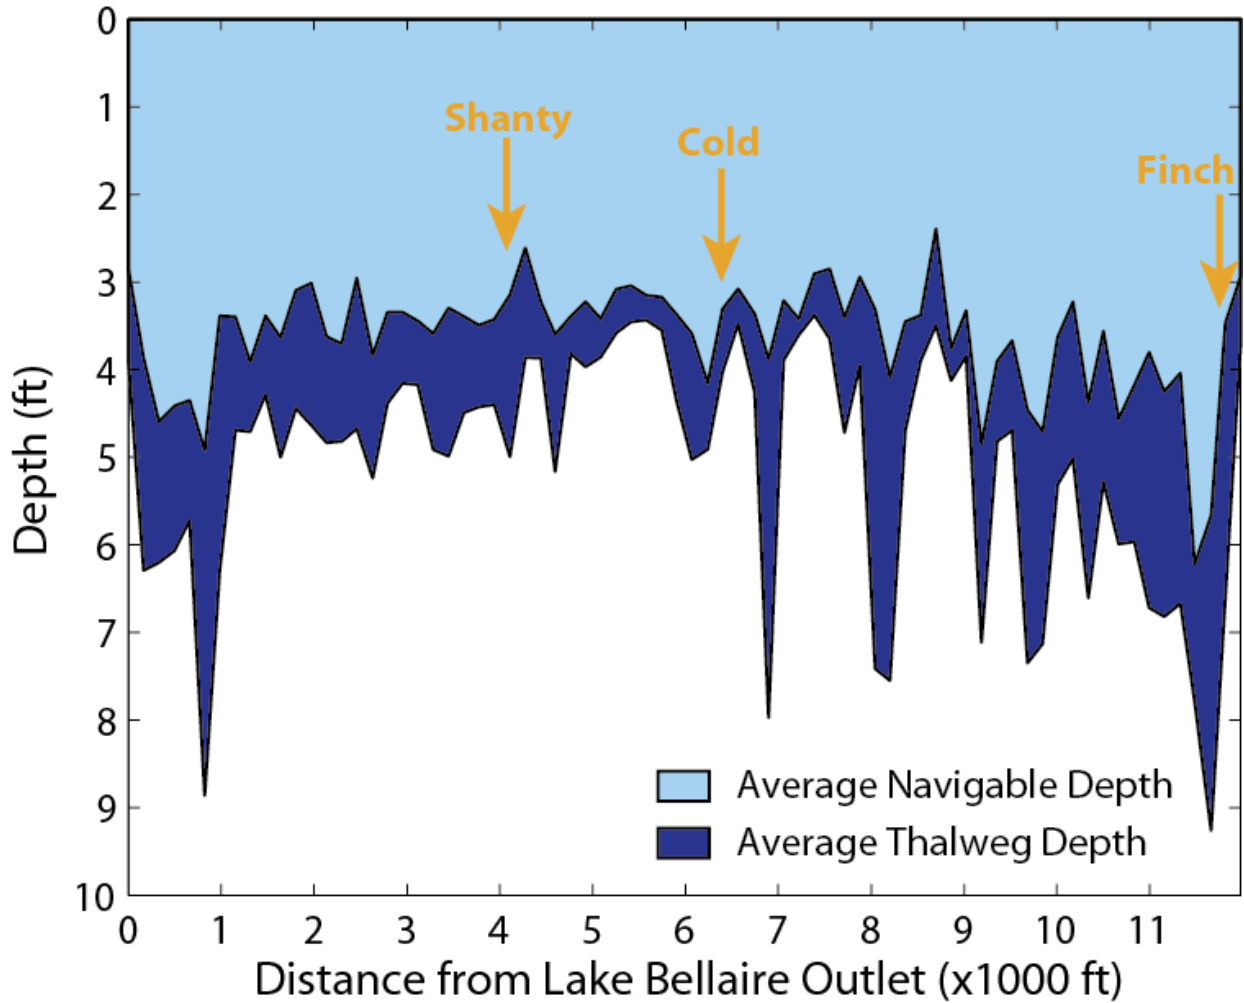 0
1
2
3
4
5
6
7
8
9
10
Depth (ft)
Shanty
Cold
Finch
Average Navigable Depth
Average Thalweg Depth
0 1 2 3 4 5 6 7 8 9 10 11
Distance from Lake Bellaire Outlet (x1000 ft)